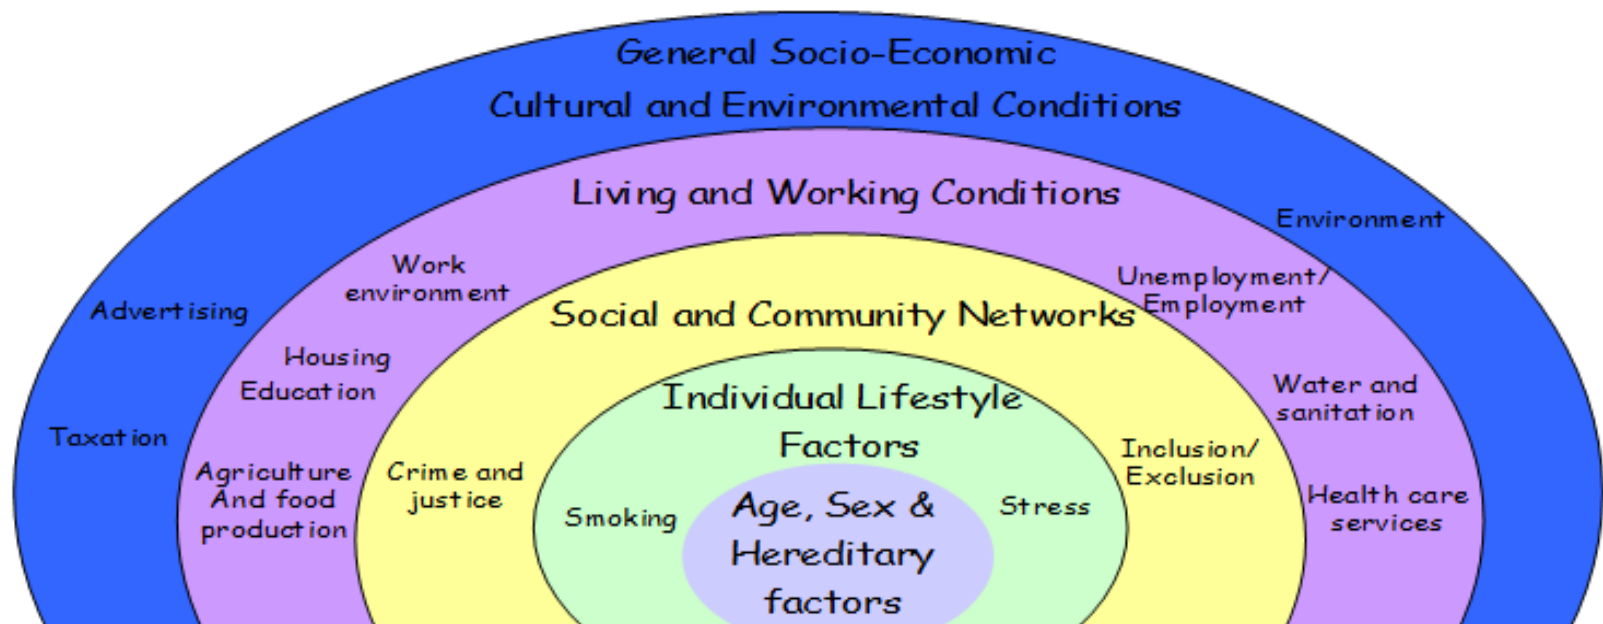 General Socio-Economic
Cultural and Environmental Conditions
Living and Working Conditions
Environment
Work
environment
Unemployment/
Employment
Advertising
Social and Community Networks
Housing
Education
Individual Lifestyle
Factors
Water and
sanitation
Taxation
Agriculture
And food
production
Crime and
justice
Inclusion/
Exclusion
Smoking
Age, Sex &
Hereditary
factors
Stress
Health care
services